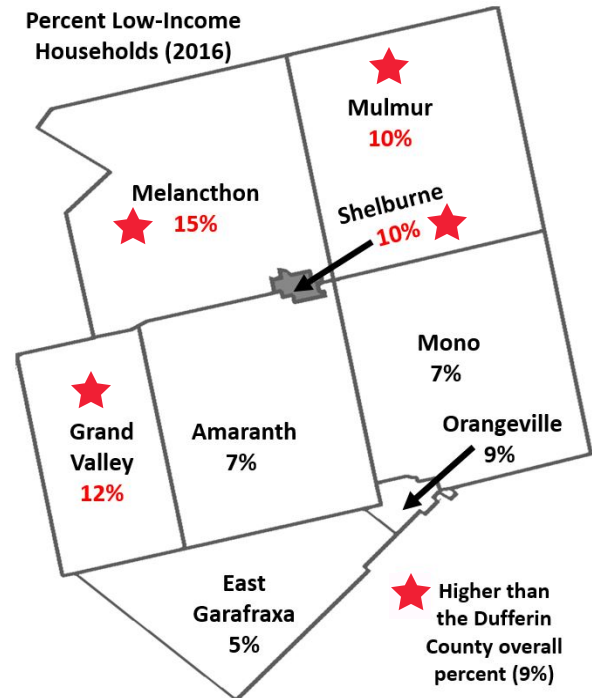 Percent Low-Income
Households (2016)
Mulmur
10%
Melancthon
15%
Shelburne
10%
Mono
7%
Orangeville
9%
Grand
Valley
12%
Amaranth
7%
East
Garafraxa
5%
Higher than
the Dufferin
County overall
percent (9%)